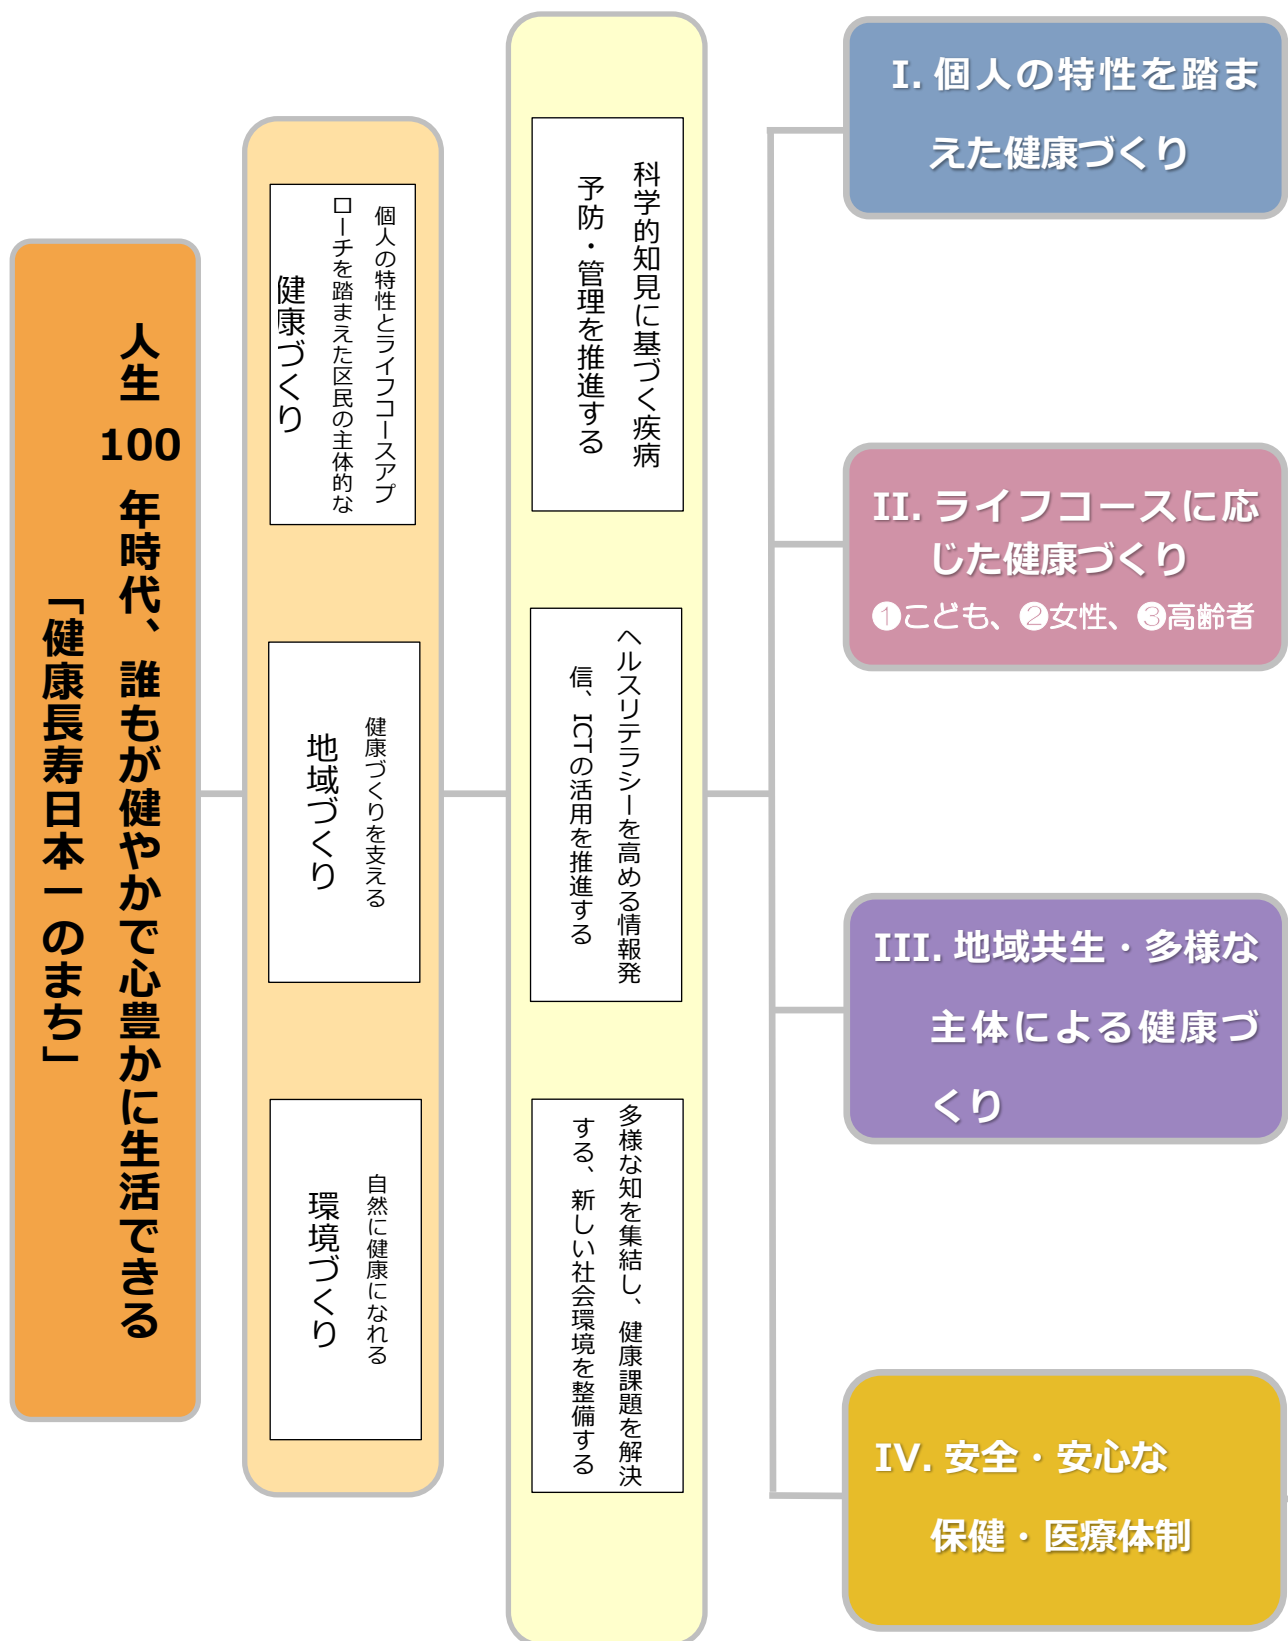 人生100年時代、誰もが健やかで心豊かに生活できる
「健康長寿日本一のまち」
個人の特性とライフコースアプ
ローチを踏まえた区民の主体的な
健康づくり
健康づくりを支える
地域づくり
自然に健康になれる
環境づくり
科学的知見に基づく疾病
予防・管理を推進する
ヘルスリテラシーを高める情報発
信、ICTの活用を推進する
多様な知を集結し、健康課題を解決
する、新しい社会環境を整備する
I. 個人の特性を踏ま
えた健康づくり
II. ライフコースに応
じた健康づくり
❶こども、❷女性、❸高齢者
III. 地域共生・多様な
主体による健康づ
くり
IV. 安全・安心な
保健・医療体制